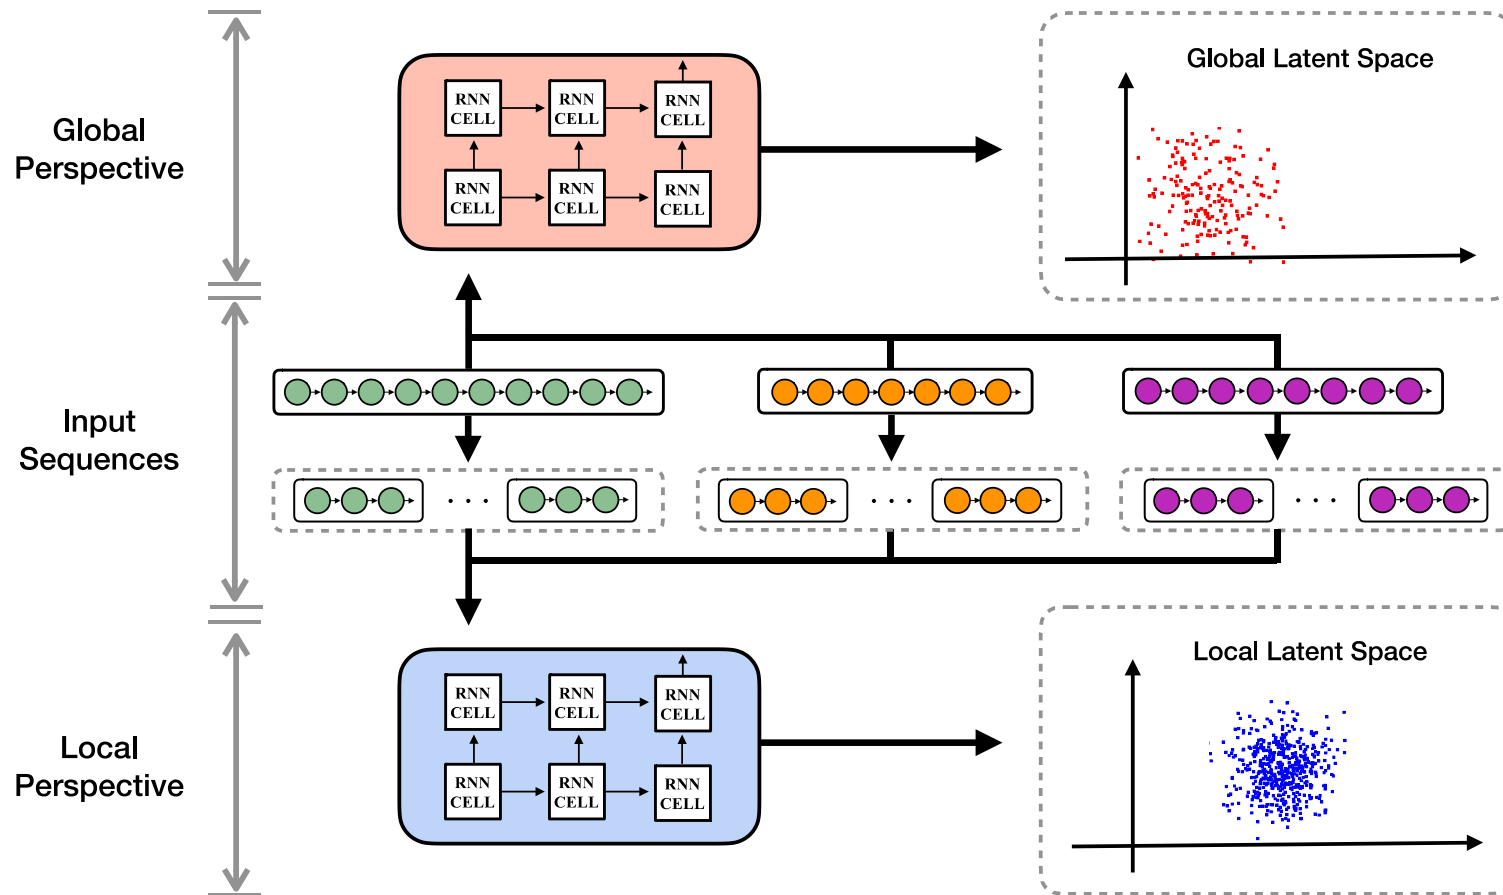 Global Perspective
RNN CELL
RNN CELL
RNN CELL
RNN CELL
RNN CELL
RNN CELL
Global Latent Space
Input Sequences
. . .
. . .
. . .
Local Perspective
RNN CELL
RNN CELL
RNN CELL
RNN CELL
RNN CELL
RNN CELL
Local Latent Space